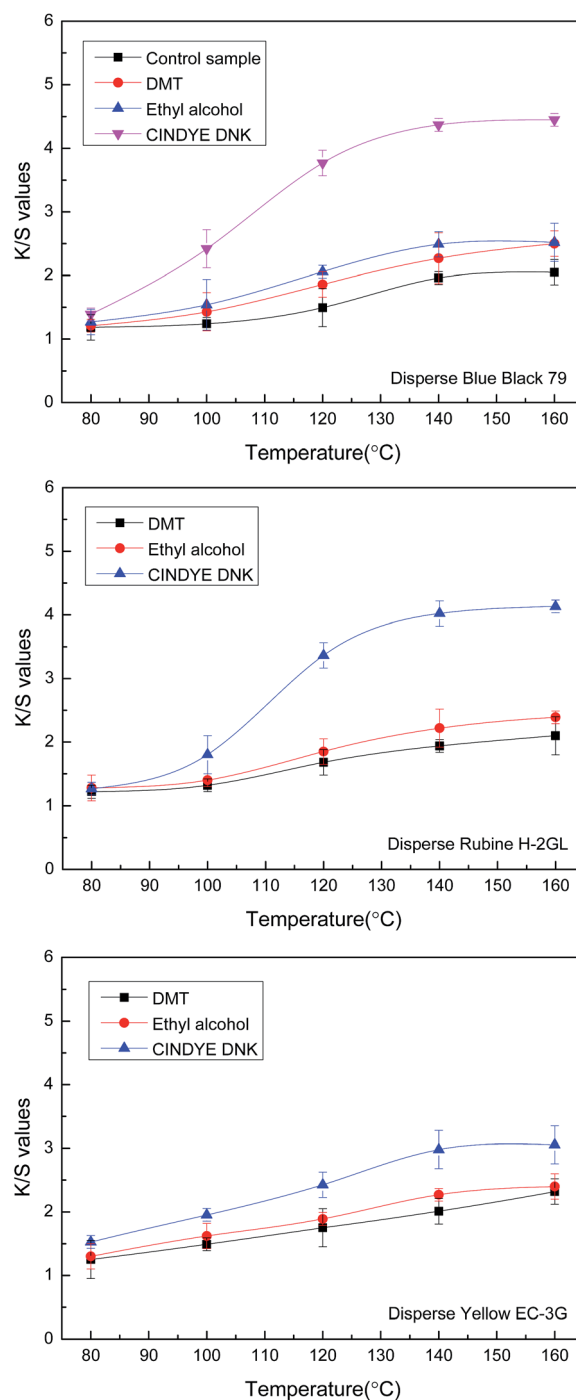 6
5
4
3
2
1
0
K/S values
Control sample
DMT
Ethyl alcohol
CINDYE DNK
Disperse Blue Black 79
80 90 100 110 120 130 140 150 160
Temperature(°C)
6
5
4
3
2
1
0
K/S values
DMT
Ethyl alcohol
CINDYE DNK
Disperse Rubine H-2GL
80 90 100 110 120 130 140 150 160
Temperature(°C)
6
5
4
3
2
1
0
K/S values
DMT
Ethyl alcohol
CINDYE DNK
Disperse Yellow EC-3G
80 90 100 110 120 130 140 150 160
Temperature(°C)